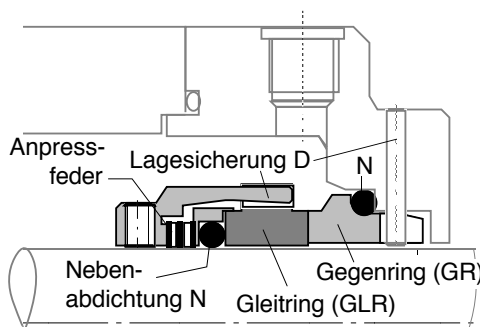 Anpress-
feder
Lagesicherung D
N
Neben-
abdichtung N
Gleitring (GLR)
Gegenring (GR)